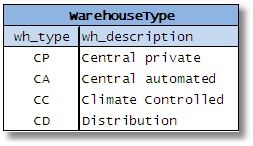 WarehouseType
wh_type wh_description
CP Central private
CA Central automated
CC Climate Controlled
CD Distribution